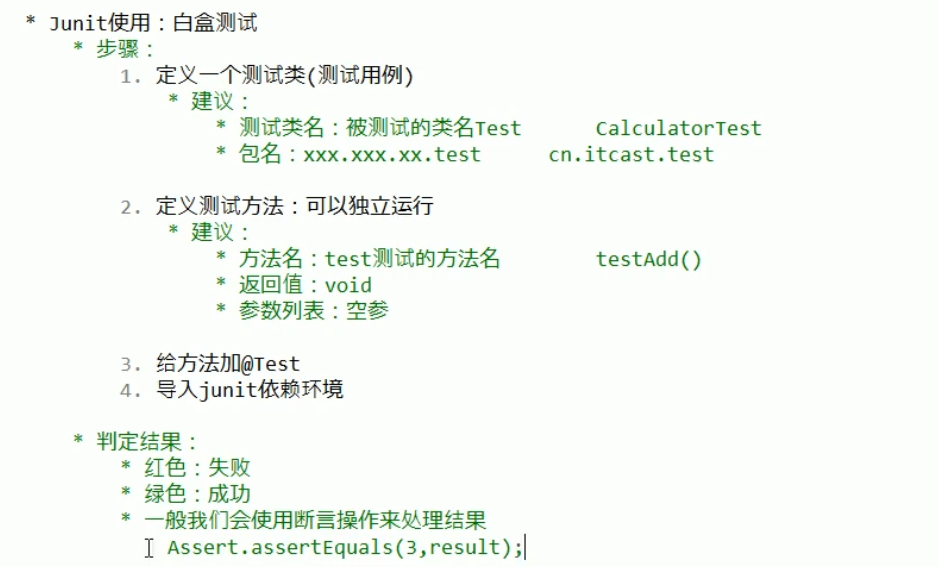 * Junit使用：白盒测试
* 步骤：
1. 定义一个测试类(测试用例)
* 建议：
* 测试类名：被测试的类名Test CalculatorTest
* 包名：xxx.xxx.xx.test cn.itcast.test
2. 定义测试方法：可以独立运行
* 建议：
* 方法名：test测试的方法名 testAdd()
* 返回值：void
* 参数列表：空参
3. 给方法加@Test
4. 导入junit依赖环境
* 判定结果：
* 红色：失败
* 绿色：成功
* 一般我们会使用断言操作来处理结果
Assert.assertEquals(3,result);